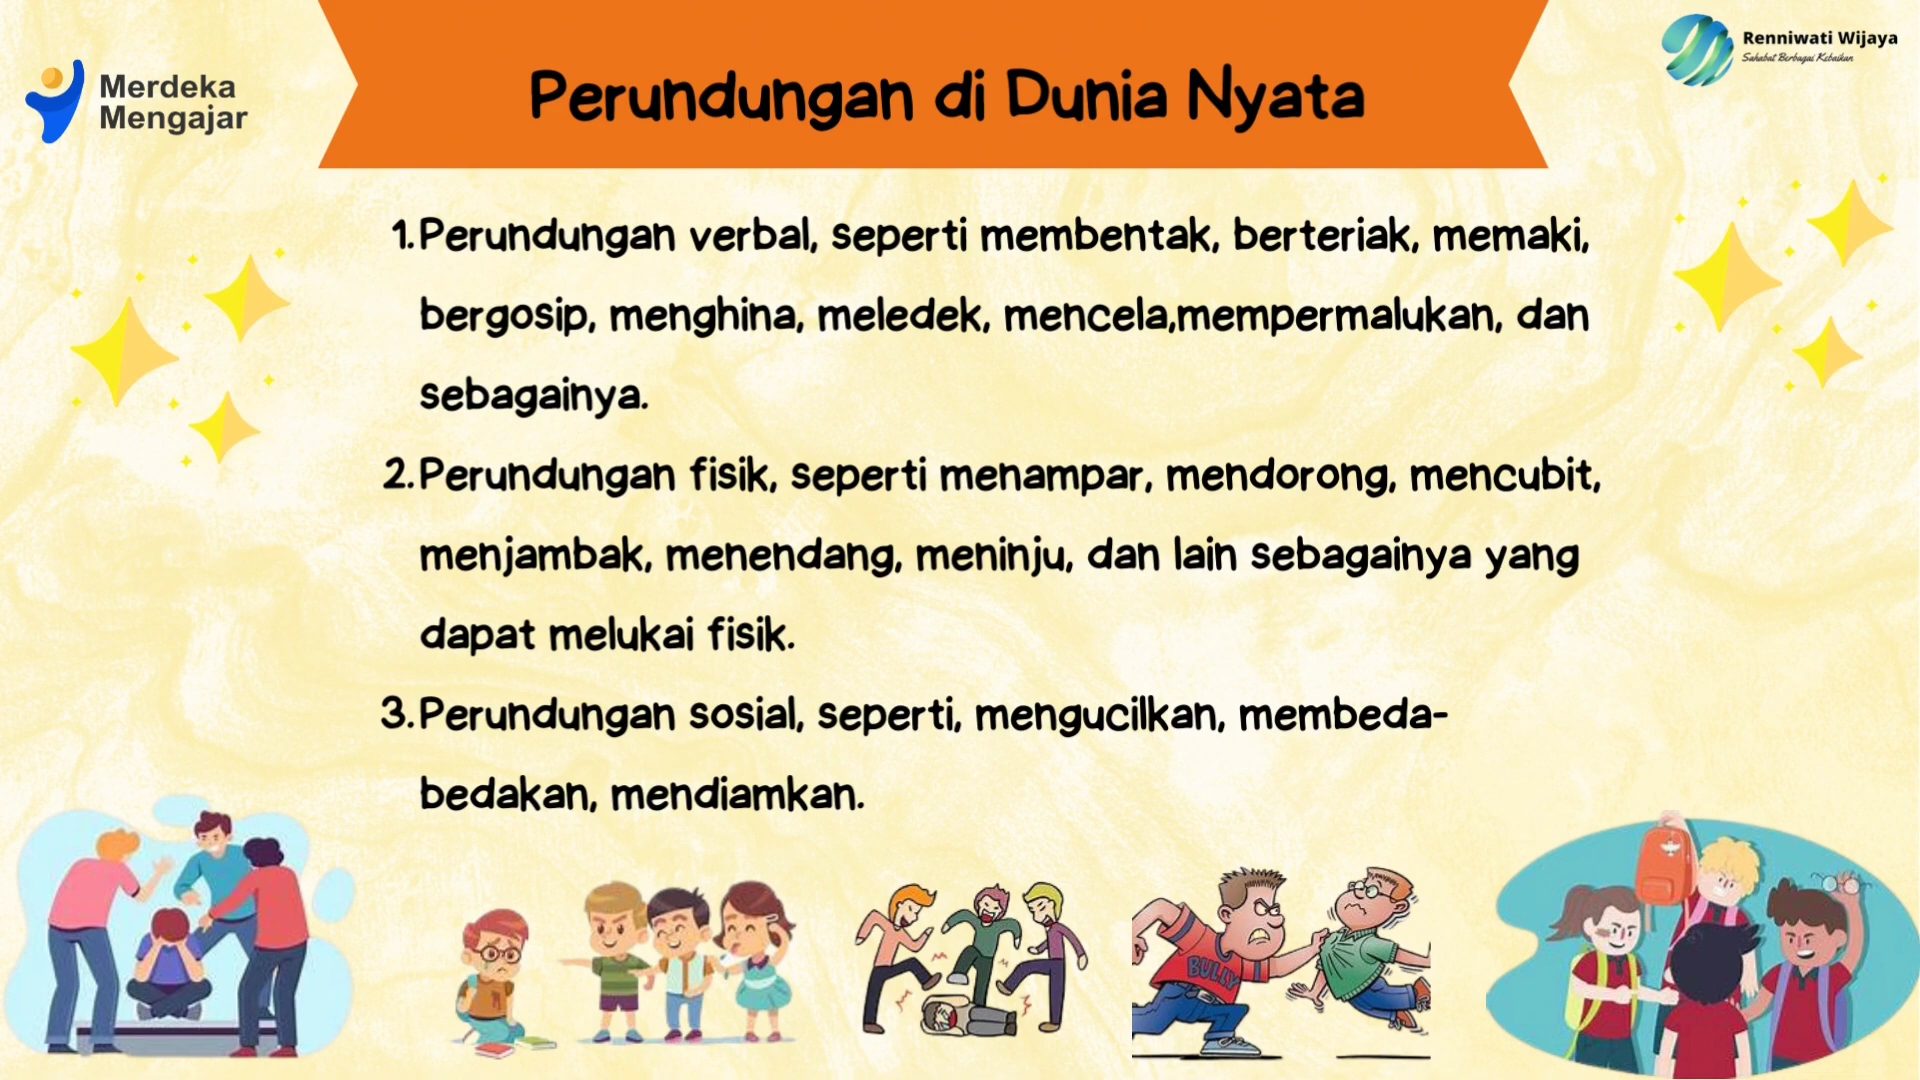 Merdeka
Mengajar
Perundungan di Dunia Nyata
Renniwati Wijaya
Sahabat Berbagai Kebaikan
1. Perundungan verbal, seperti membentak, berteriak, memaki,
bergosip, menghina, meledek, mencela,mempermalukan, dan
sebagainya.
2. Perundungan fisik, seperti menampar, mendorong, mencubit,
menjambak, menendang, meninju, dan lain sebagainya yang
dapat melukai fisik.
3. Perundungan sosial, seperti, mengucilkan, membeda-
bedakan, mendiamkan.
BULLY